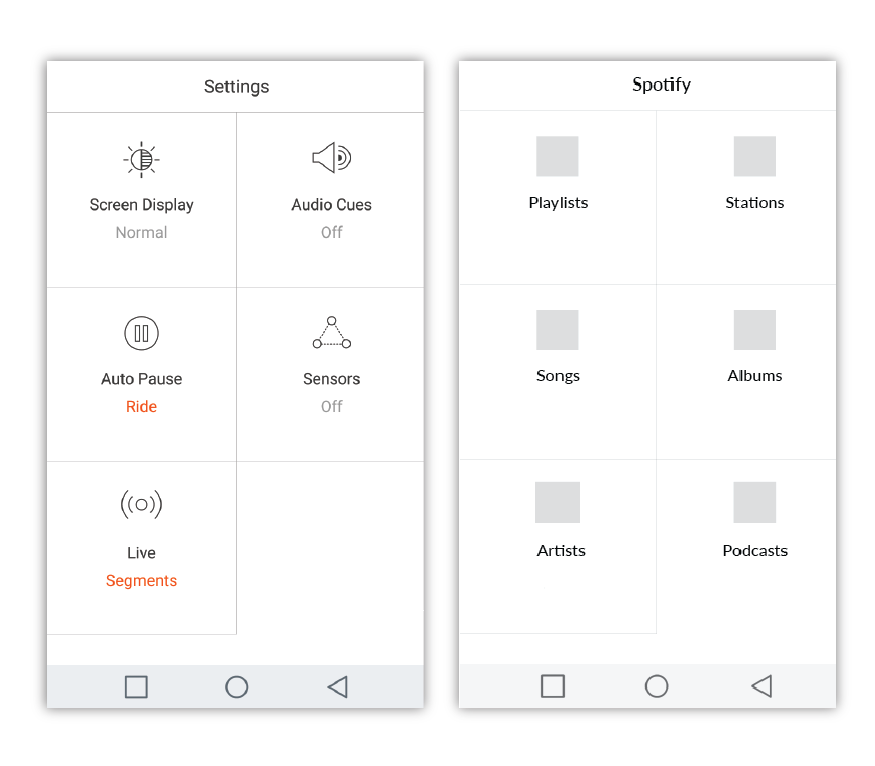 Settings
Screen Display
Normal
Audio Cues
Off
Auto Pause
Ride
Sensors
Off
Live
Segments
Spotify
Playlists
Stations
Songs
Albums
Artists
Podcasts